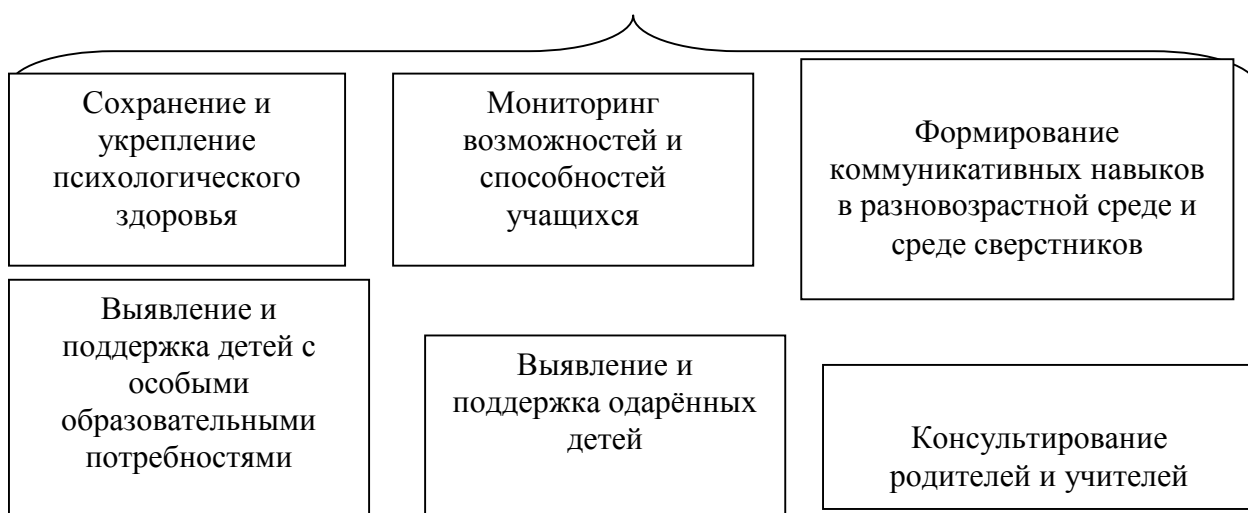 Сохранение и
укрепление
психологического
здоровья
Мониторинг
возможностей и
способностей
учащихся
Формирование
коммуникативных навыков
в разновозрастной среде и
среде сверстников
Выявление и
поддержка детей с
особыми
образовательными
потребностями
Выявление и
поддержка одарённых
детей
Консультирование
родителей и учителей